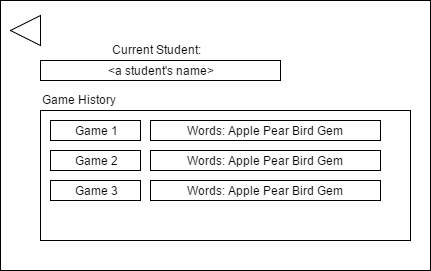 Current Student:
<a student's name>
Game History
Game 1 Words: Apple Pear Bird Gem
Game 2 Words: Apple Pear Bird Gem
Game 3 Words: Apple Pear Bird Gem